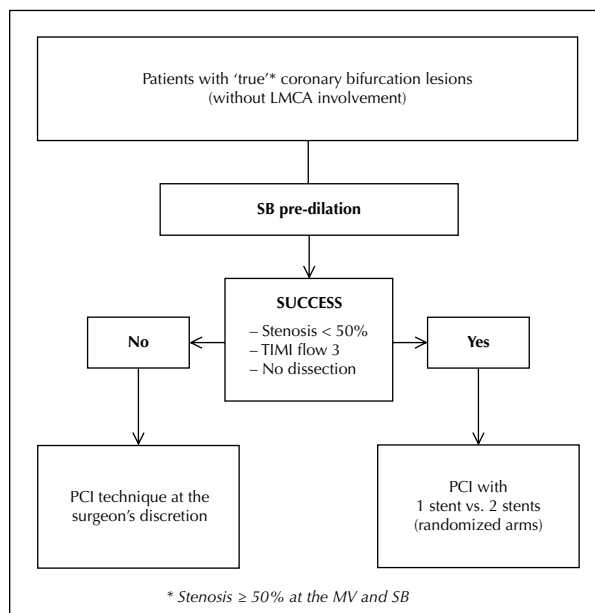 Patients with ‘true’* coronary bifurcation lesions
(without LMCA involvement)
SB pre-dilation
SUCCESS
– Stenosis < 50%
– TIMI flow 3
– No dissection
No
Yes
PCI technique at the
surgeon’s discretion
PCI with
1 stent vs. 2 stents
(randomized arms)
* Stenosis ≥ 50% at the MV and SB